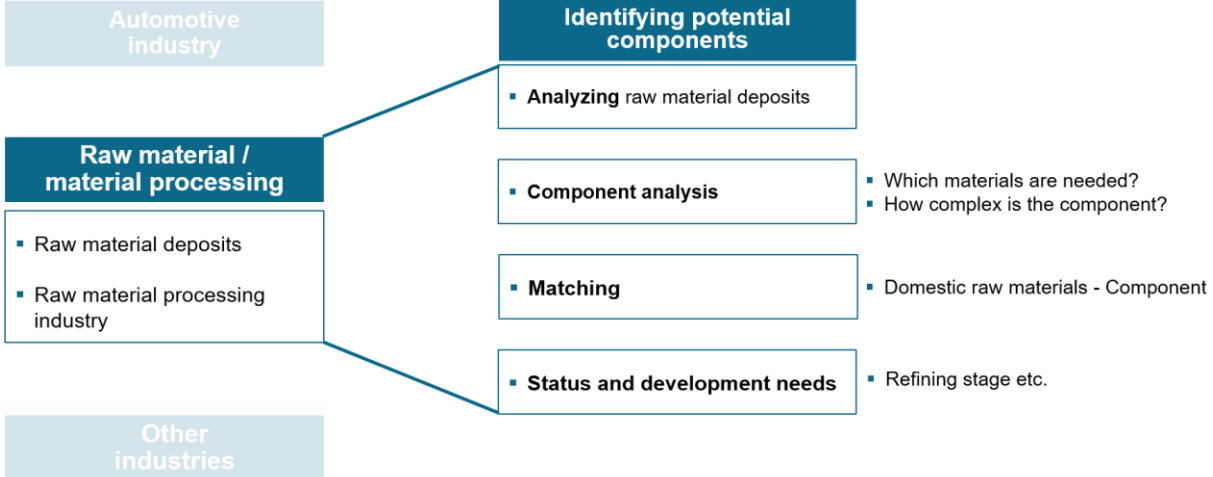 Automotive
industry
Raw material /
material processing
▪ Raw material deposits
▪ Raw material processing
industry
Other
industries
Identifying potential
components
▪ Analyzing raw material deposits
▪ Component analysis
▪ Which materials are needed?
▪ How complex is the component?
▪ Matching
▪ Domestic raw materials - Component
▪ Status and development needs
▪ Refining stage etc.